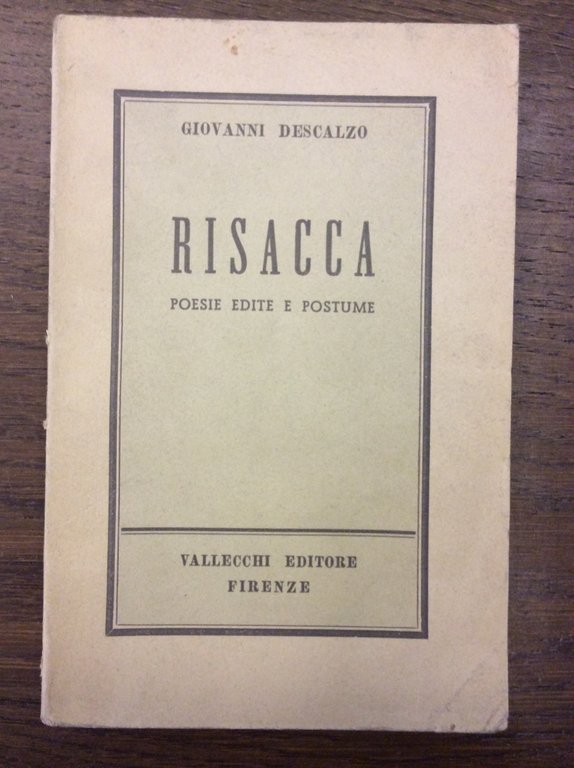 GIOVANNI DESCALZO
RISACCA
POESIE EDITE E POSTUME
VALLECCHI EDITORE
FIRENZE